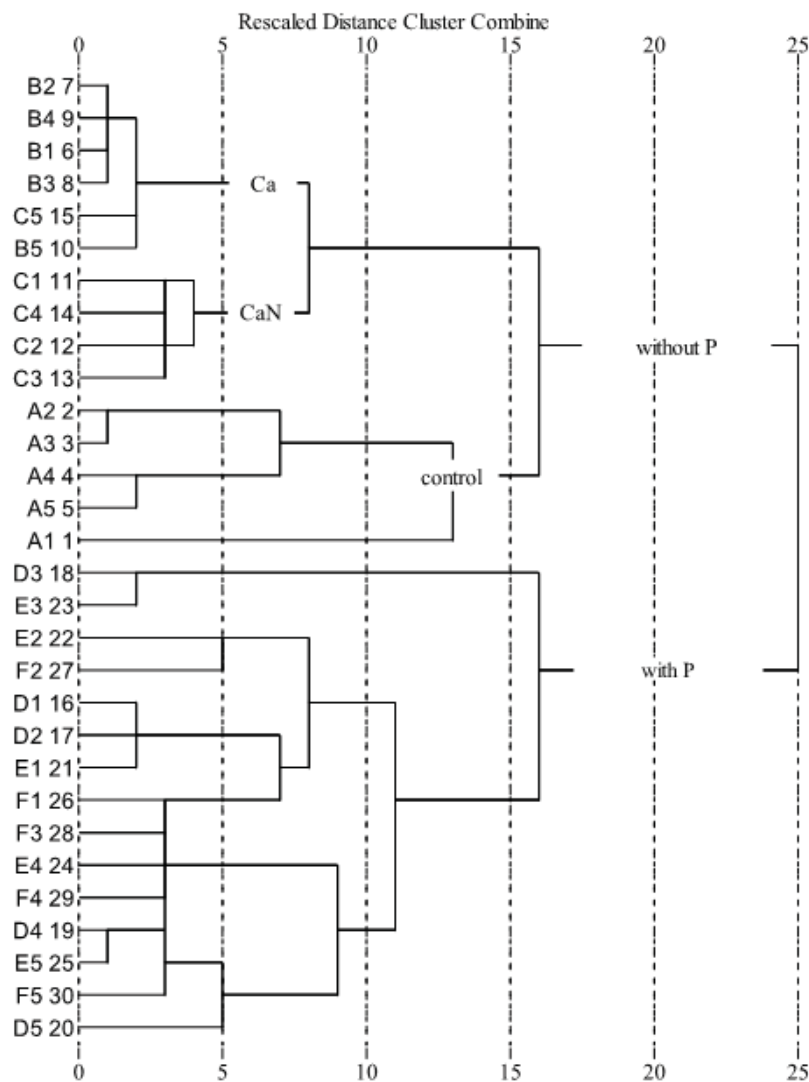 Rescaled Distance Cluster Combine
0 5 10 15 20 25
B2 7
B4 9
B1 6
B3 8
Ca
C5 15
B5 10
C1 11
C4 14
CaN
C2 12
without P
C3 13
A2 2
A3 3
A4 4
control
A5 5
A1 1
D3 18
E3 23
E2 22
F2 27
with P
D1 16
D2 17
E1 21
F1 26
F3 28
E4 24
F4 29
D4 19
E5 25
F5 30
D5 20
0 5 10 15 20 25